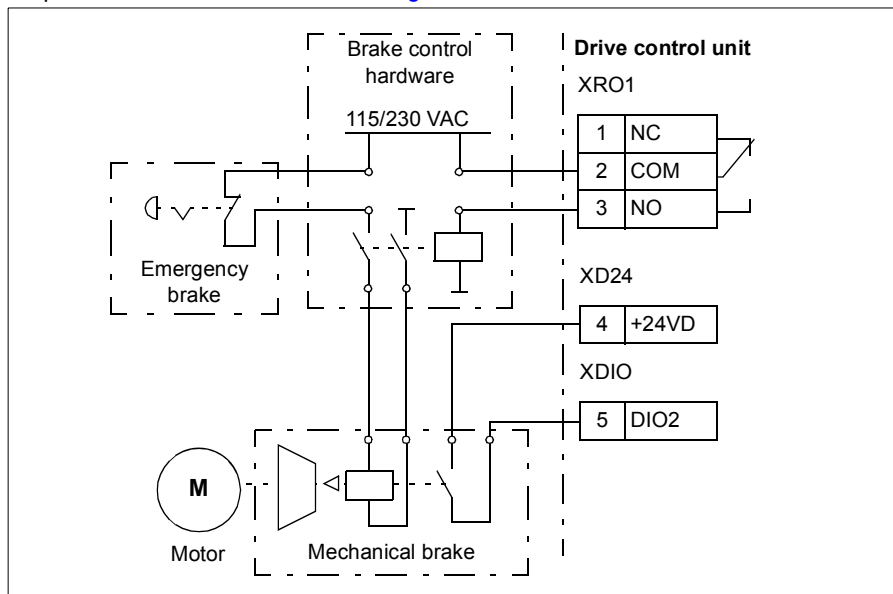 Brake control
hardware
115/230 VAC
Drive control unit
XRO1
1 NC
2 COM
3 NO
Emergency
brake
XD24
4 +24VD
XDIO
5 DIO2
M
Motor
Mechanical brake